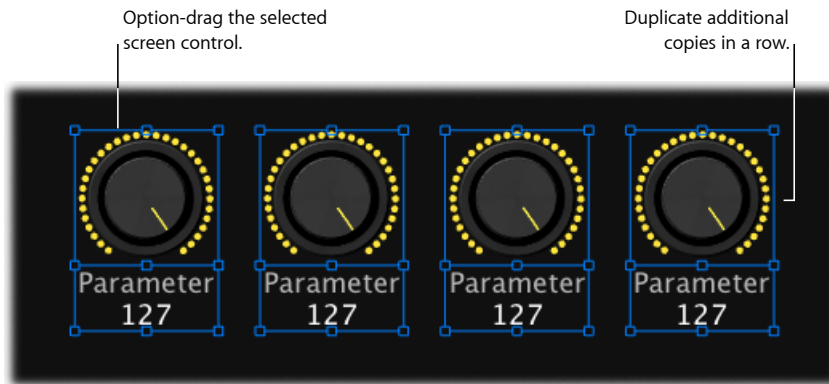 Option-drag the selected
screen control.
Duplicate additional
copies in a row.
Parameter
127
Parameter
127
Parameter
127
Parameter
127